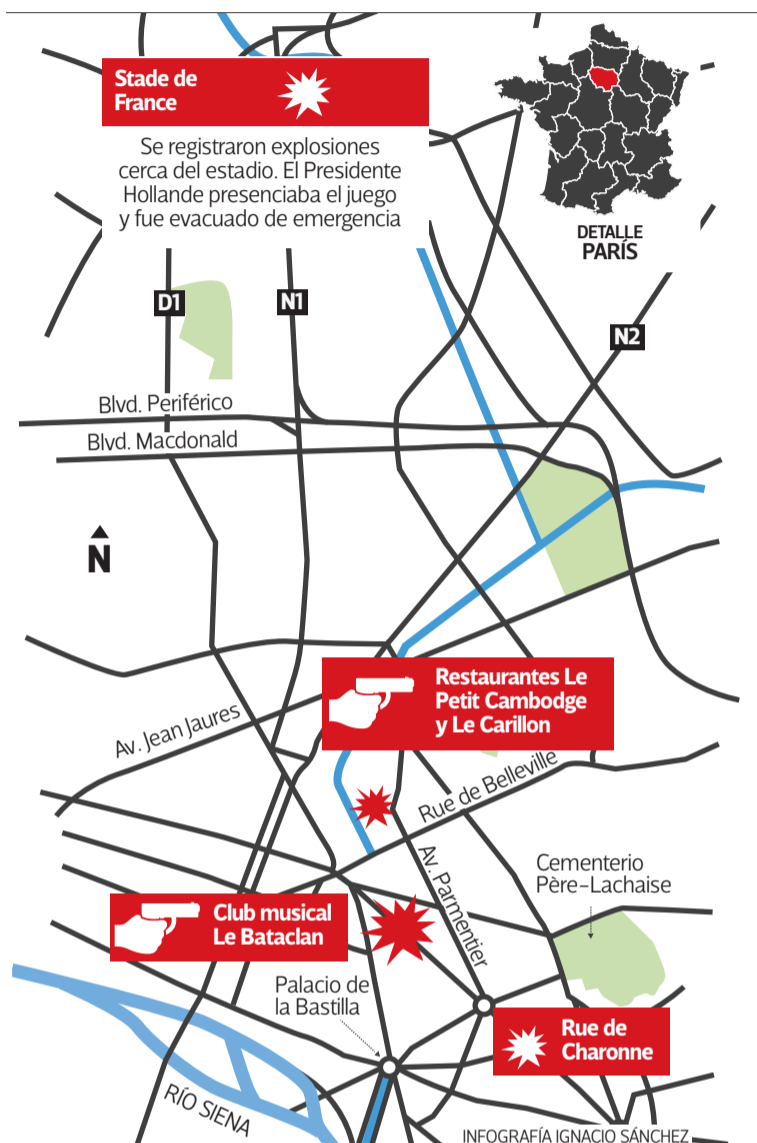 Stade de
France
Se registraron explosiones
cerca del estadio. El Presidente
Hollande presenciaba el juego
y fue evacuado de emergencia
DETALLE
PARÍS
D1
N1
N2
Blvd. Periférico
Blvd. Macdonald
N
Restaurantes Le
Petit Cambodge
y Le Carillon
Av. Jean Jaures
Rue de Belleville
Av. Parmentier
Cementerio
Père-Lachaise
Club musical
Le Bataclan
Palacio de
la Bastilla
Rue de
Charonne
RÍO SIENA
INFOGRAFÍA IGNACIO SÁNCHEZ